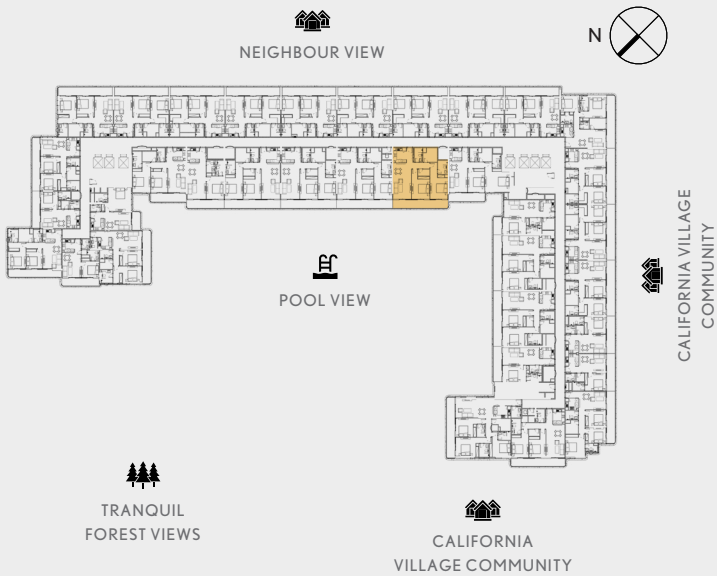 NEIGHBOUR VIEW
N
POOL VIEW
CALIFORNIA VILLAGE
COMMUNITY
TRANQUIL
FOREST VIEWS
CALIFORNIA
VILLAGE COMMUNITY